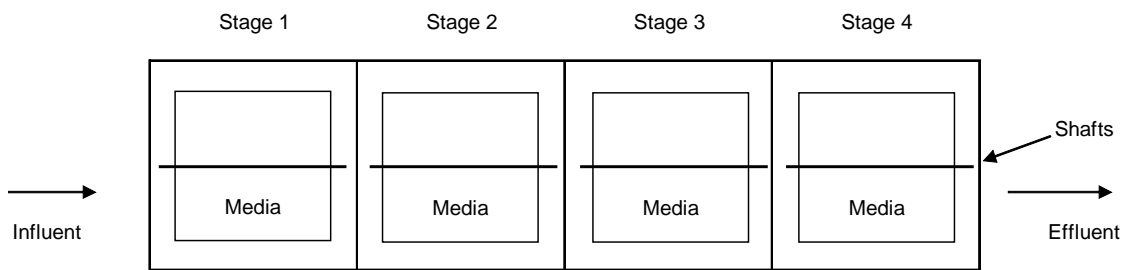 Stage 1
Stage 2
Stage 3
Stage 4
Shafts
Media
Media
Media
Media
Influent
Effluent